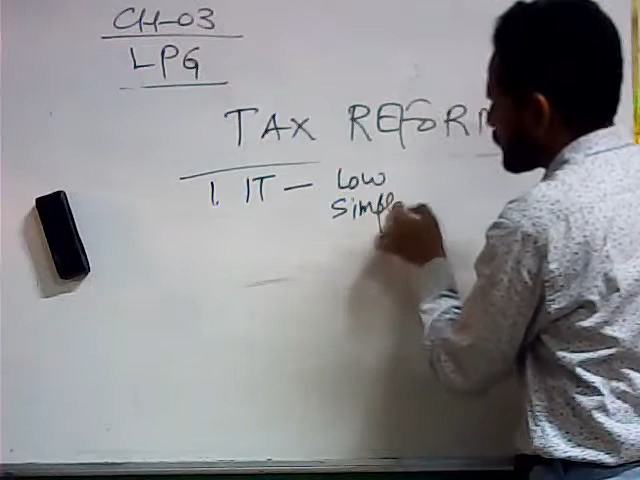 CH-03
LPG
TAX REFORM
1. IT - Low
Simple